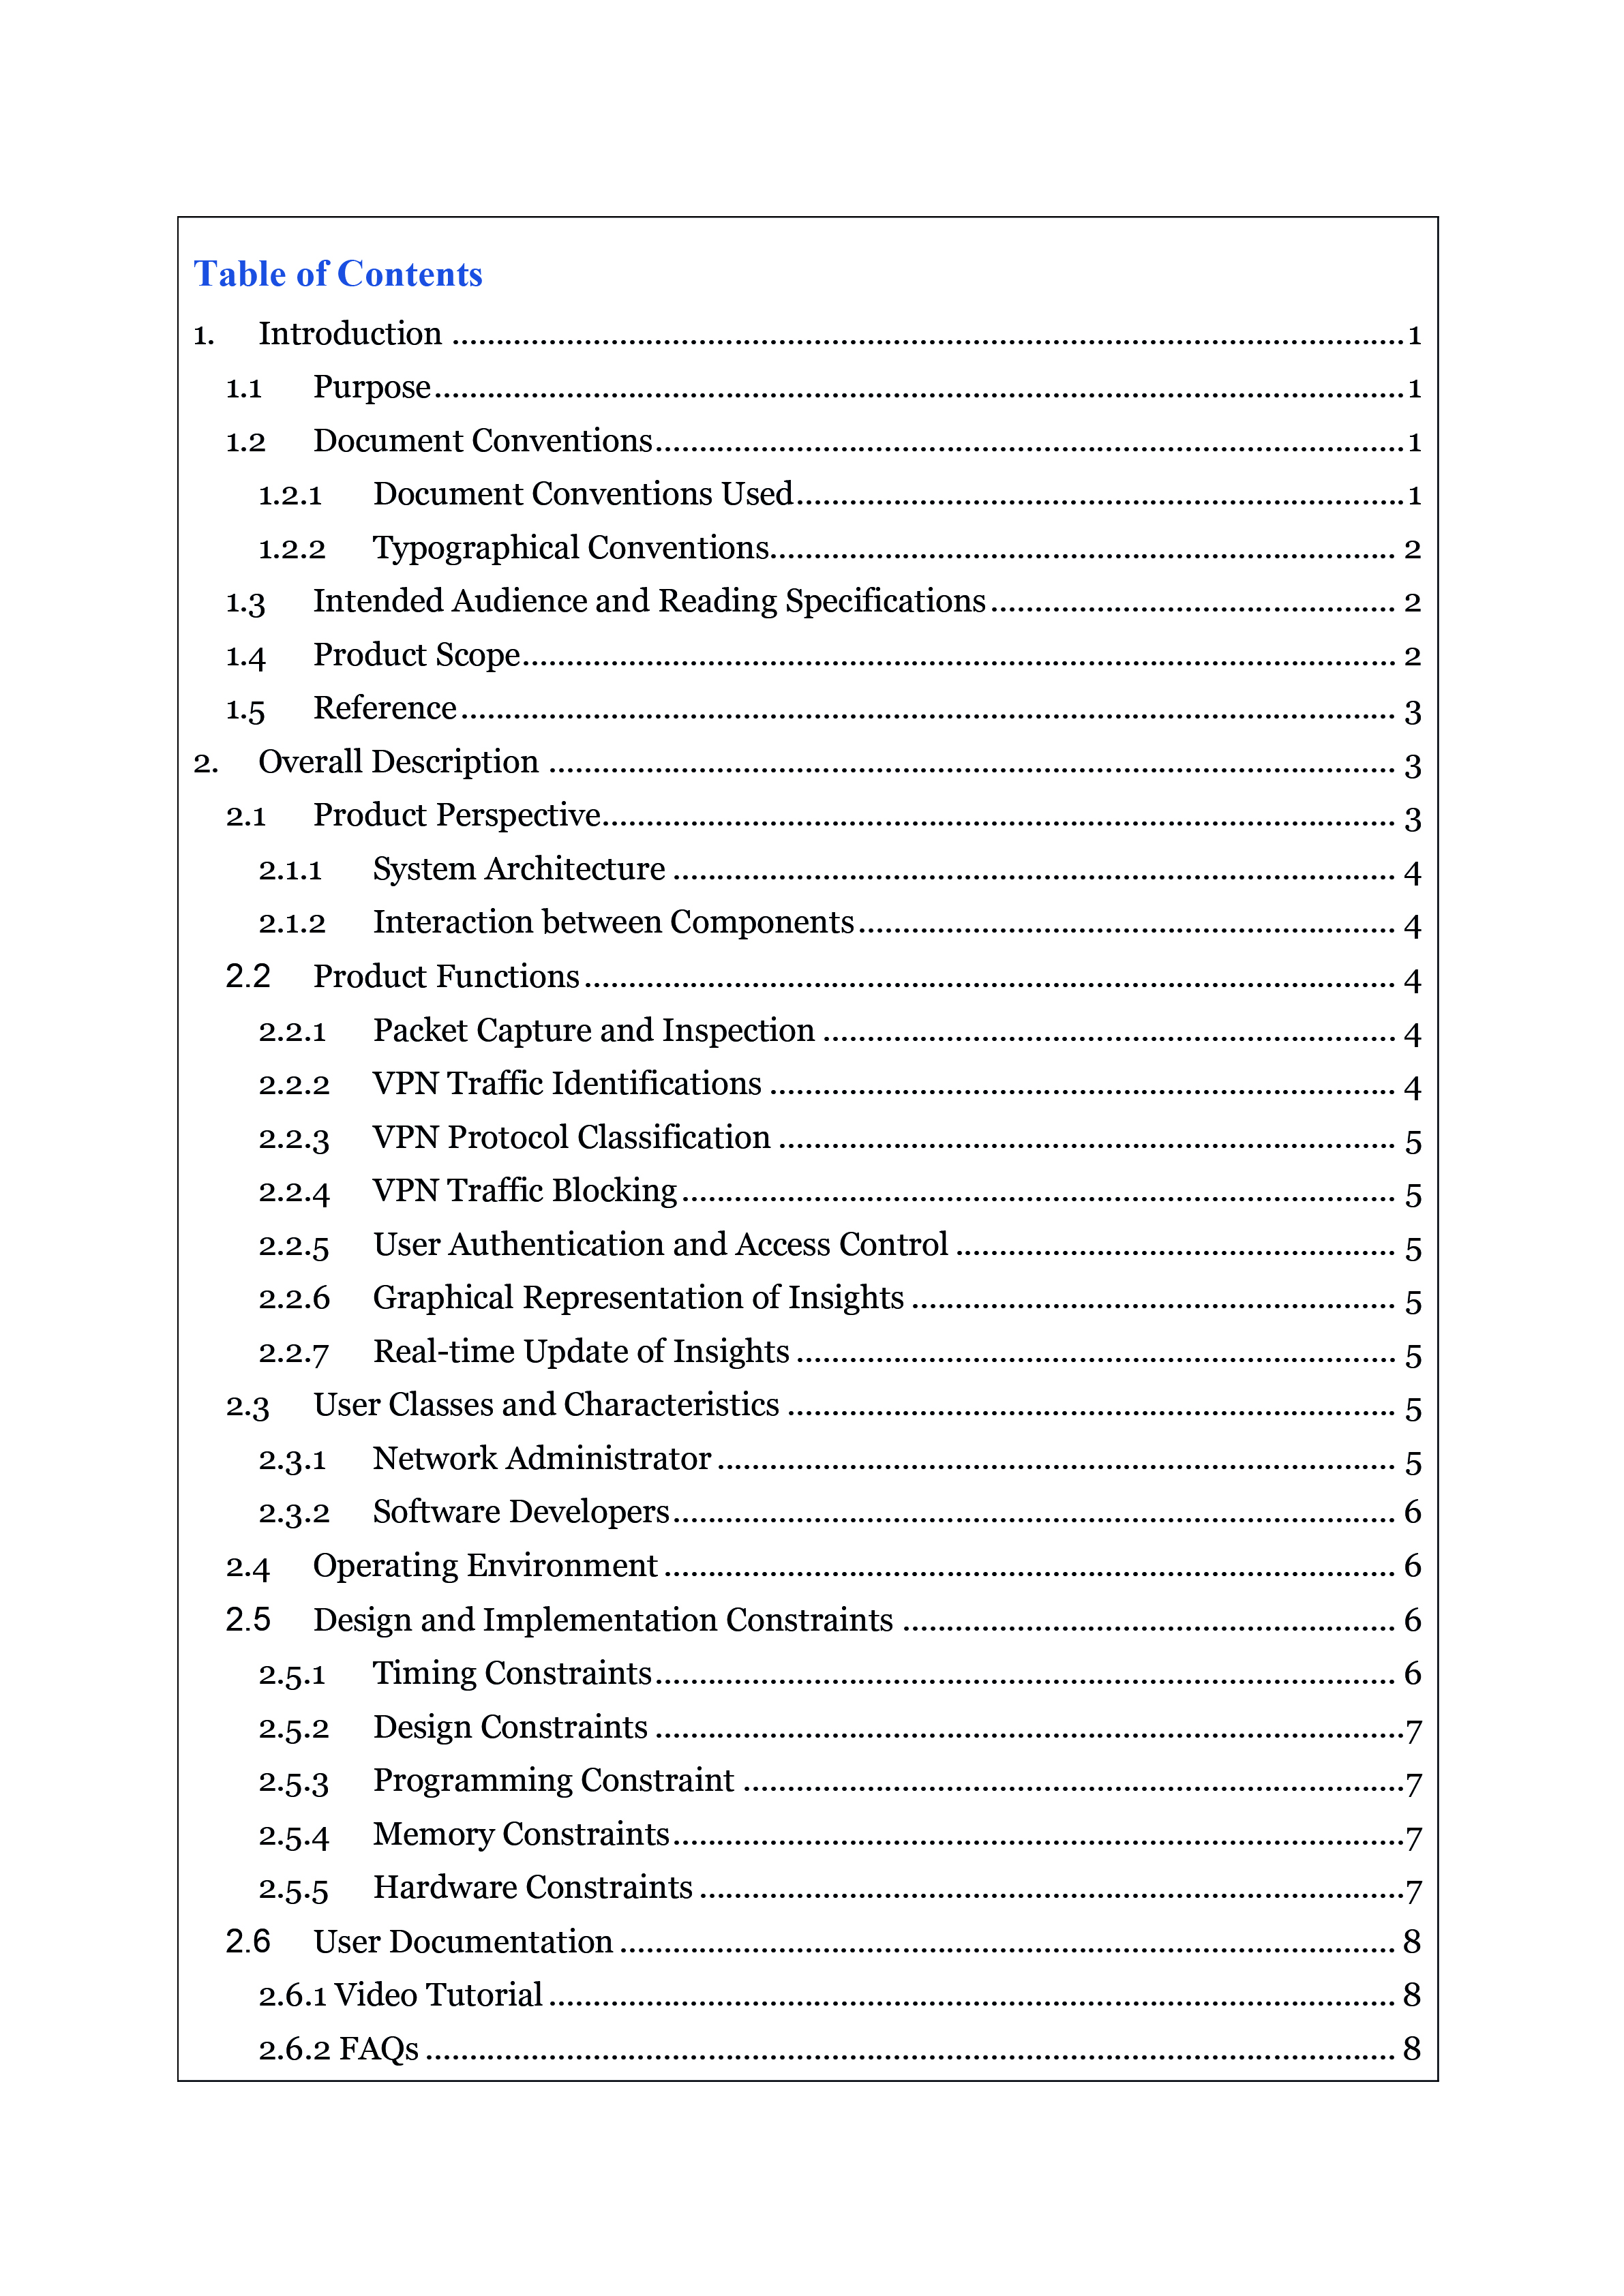 Table of Contents
1. Introduction ........ 1
1.1 Purpose ........ 1
1.2 Document Conventions ........ 1
1.2.1 Document Conventions Used ........ 1
1.2.2 Typographical Conventions ........ 2
1.3 Intended Audience and Reading Specifications ........ 2
1.4 Product Scope ........ 2
1.5 Reference ........ 3
2. Overall Description ........ 3
2.1 Product Perspective ........ 3
2.1.1 System Architecture ........ 4
2.1.2 Interaction between Components ........ 4
2.2 Product Functions ........ 4
2.2.1 Packet Capture and Inspection ........ 4
2.2.2 VPN Traffic Identifications ........ 4
2.2.3 VPN Protocol Classification ........ 5
2.2.4 VPN Traffic Blocking ........ 5
2.2.5 User Authentication and Access Control ........ 5
2.2.6 Graphical Representation of Insights ........ 5
2.2.7 Real-time Update of Insights ........ 5
2.3 User Classes and Characteristics ........ 5
2.3.1 Network Administrator ........ 5
2.3.2 Software Developers ........ 6
2.4 Operating Environment ........ 6
2.5 Design and Implementation Constraints ........ 6
2.5.1 Timing Constraints ........ 6
2.5.2 Design Constraints ........ 7
2.5.3 Programming Constraint ........ 7
2.5.4 Memory Constraints ........ 7
2.5.5 Hardware Constraints ........ 7
2.6 User Documentation ........ 8
2.6.1 Video Tutorial ........ 8
2.6.2 FAQs ........ 8